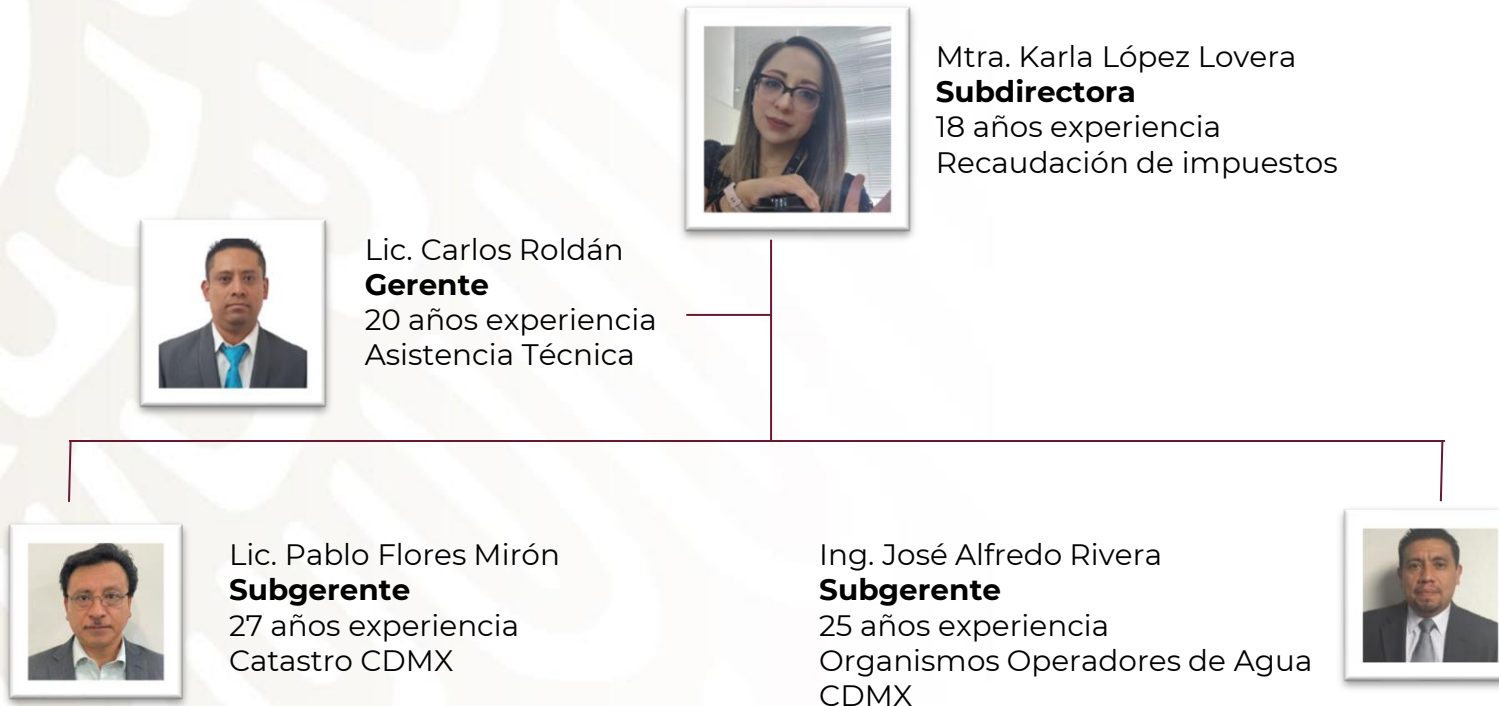 Mtra. Karla López Lovera
Subdirectora
18 años experiencia
Recaudación de impuestos
Lic. Carlos Roldán
Gerente
20 años experiencia
Asistencia Técnica
Lic. Pablo Flores Mirón
Subgerente
27 años experiencia
Catastro CDMX
Ing. José Alfredo Rivera
Subgerente
25 años experiencia
Organismos Operadores de Agua
CDMX